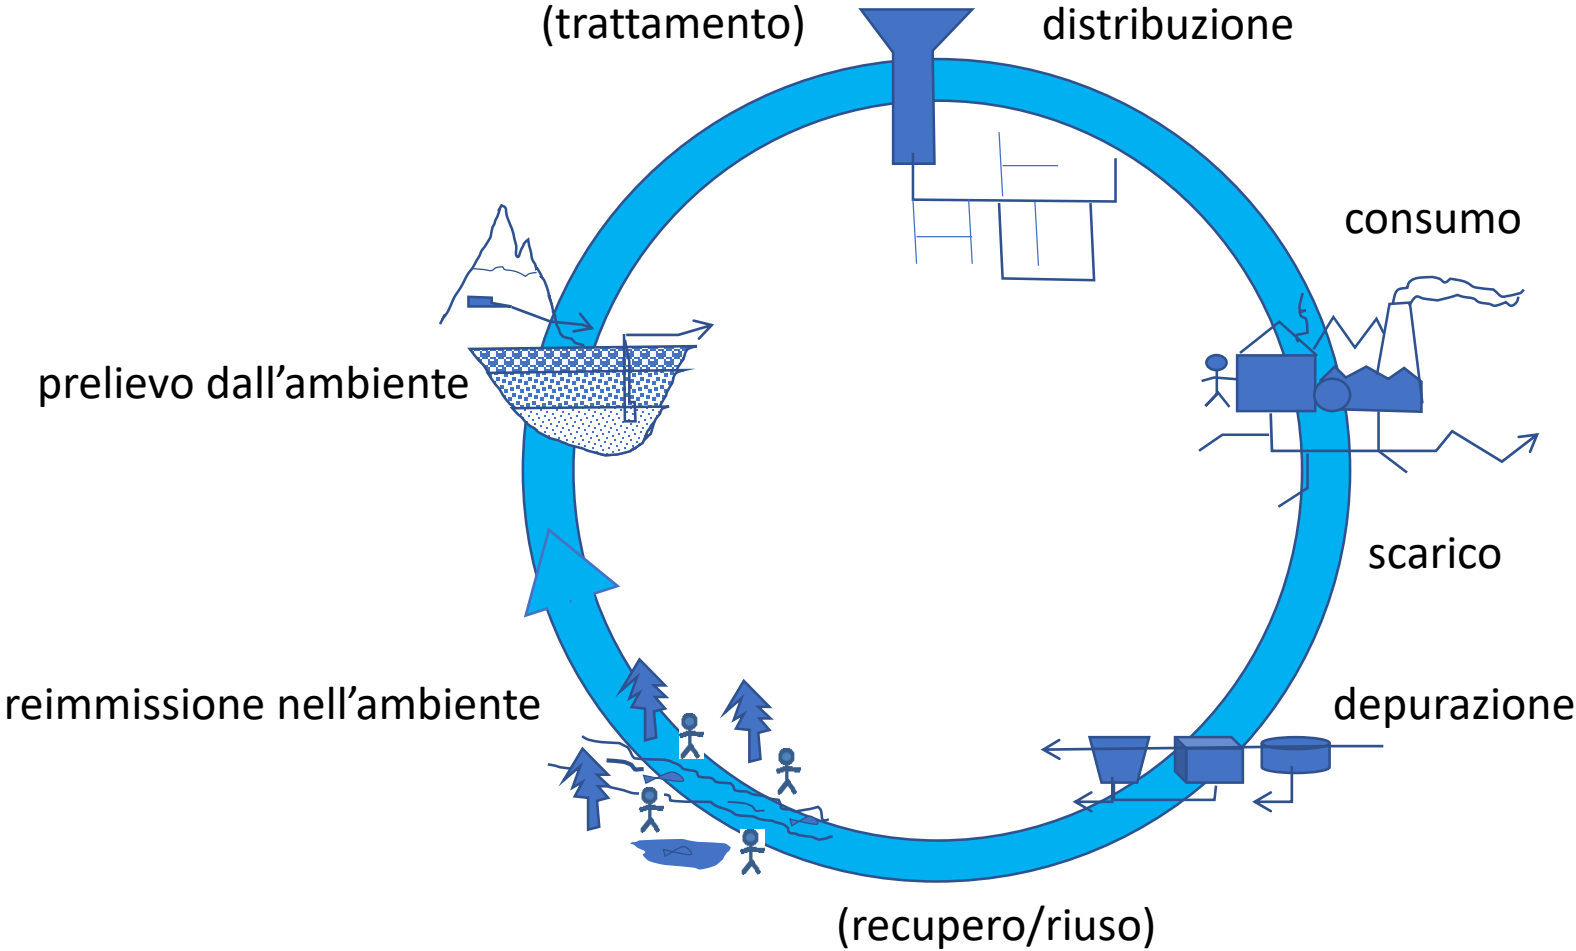 (trattamento)
distribuzione
consumo
prelievo dall’ambiente
scarico
reimmissione nell’ambiente
depurazione
(recupero/riuso)